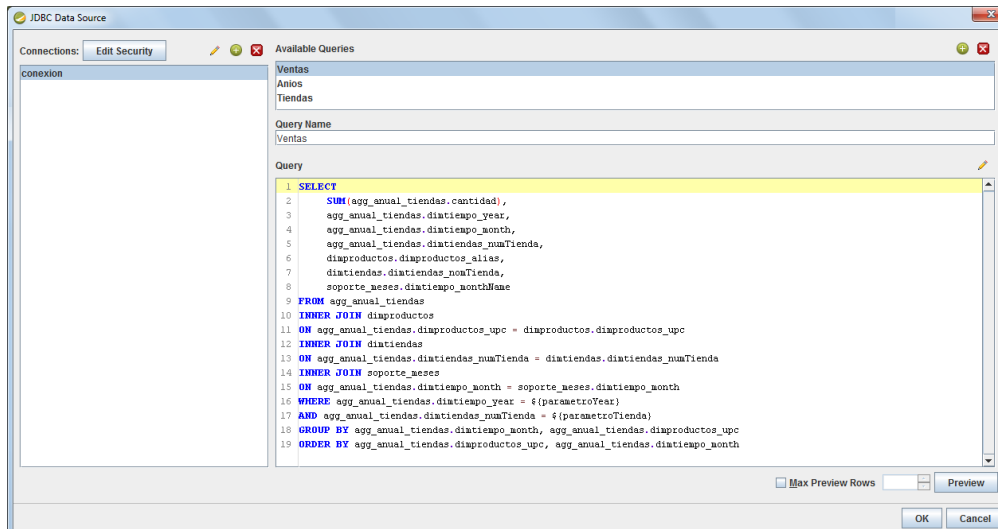 JDBC Data Source
Connections: Edit Security
conexion
Available Queries
Ventas
Anios
Tiendas
Query Name
Ventas
Query
1 SELECT
2 SUM(agg_anual_tiendas.cantidad),
3 agg_anual_tiendas.dimtiempo_year,
4 agg_anual_tiendas.dimtiempo_month,
5 agg_anual_tiendas.dimtiendas_numTienda,
6 dimproductos.dimproductos_alias,
7 dimtiendas.dimtiendas_nomTienda,
8 soporte_meses.dimtiempo_monthName
9 FROM agg_anual_tiendas
10 INNER JOIN dimproductos
11 ON agg_anual_tiendas.dimproductos_upc = dimproductos.dimproductos_upc
12 INNER JOIN dimtiendas
13 ON agg_anual_tiendas.dimtiendas_numTienda = dimtiendas.dimtiendas_numTienda
14 INNER JOIN soporte_meses
15 ON agg_anual_tiendas.dimtiempo_month = soporte_meses.dimtiempo_month
16 WHERE agg_anual_tiendas.dimtiempo_year = ${parametroYear}
17 AND agg_anual_tiendas.dimtiendas_numTienda = ${parametroTienda}
18 GROUP BY agg_anual_tiendas.dimtiempo_month, agg_anual_tiendas.dimproductos_upc
19 ORDER BY agg_anual_tiendas.dimproductos_upc, agg_anual_tiendas.dimtiempo_month
Max Preview Rows Preview
OK Cancel